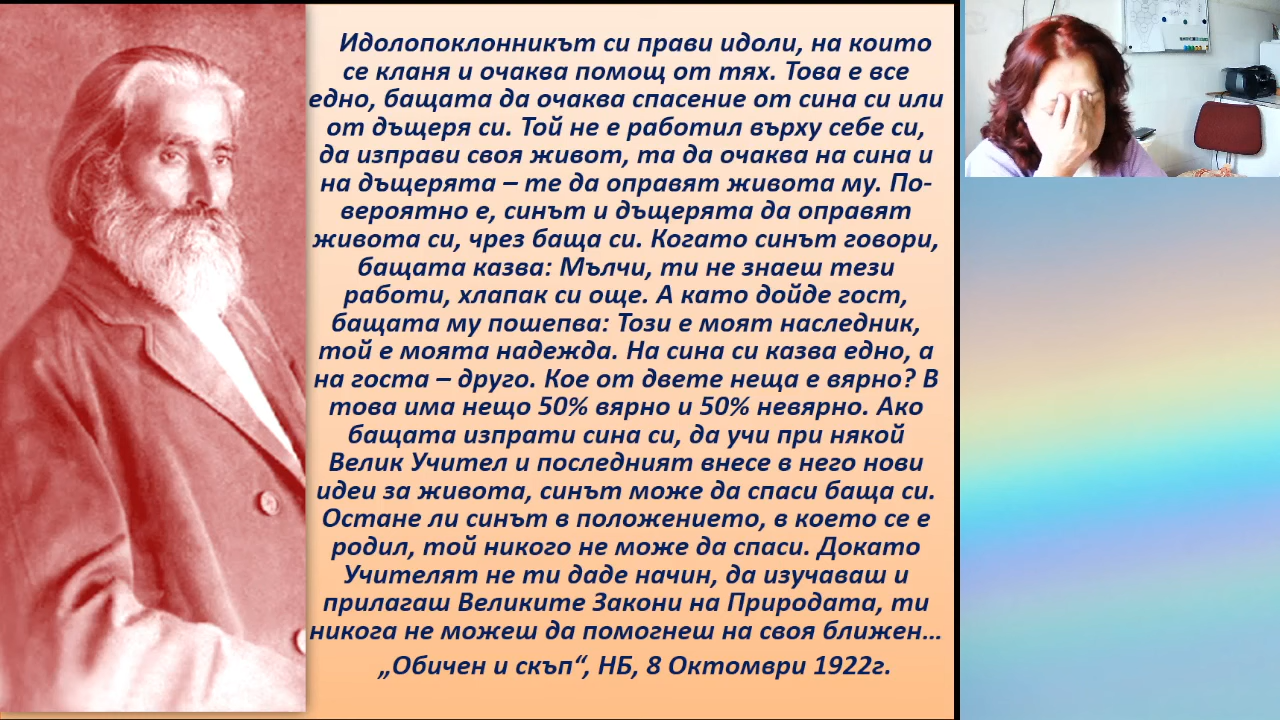 Идолопоклонникът си прави идоли, на които
се кланя и очаква помощ от тях. Това е все
едно, бащата да очаква спасение от сина си или
от дъщеря си. Той не е работил върху себе си,
да изправи своя живот, та да очаква на сина и
на дъщерята – те да оправят живота му. По-
вероятно е, синът и дъщерята да оправят
живота си, чрез баща си. Когато синът говори,
бащата казва: Мълчи, ти не знаеш тези
работи, хлапак си още. А като дойде гост,
бащата му пошепва: Този е моят наследник,
той е моята надежда. На сина си казва едно, а
на госта – друго. Кое от двете неща е вярно? В
това има нещо 50% вярно и 50% невярно. Ако
бащата изпрати сина си, да учи при някой
Велик Учител и последният внесе в него нови
идеи за живота, синът може да спаси баща си.
Остане ли синът в положението, в което се е
родил, той никого не може да спаси. Докато
Учителят не ти даде начин, да изучаваш и
прилагаш Великите Закони на Природата, ти
никога не можеш да помогнеш на своя ближен...
„Обичен и скъп“, НБ, 8 Октомври 1922г.